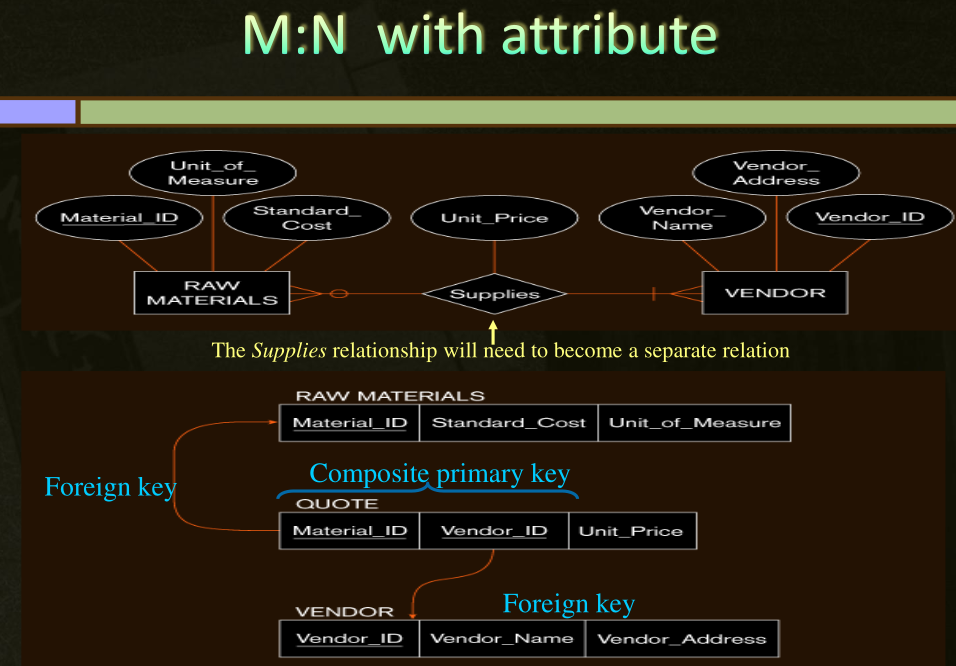 M:N with attribute
Unit_of_
Measure
Vendor_
Address
Material_ID
Standard_
Cost
Unit_Price
Vendor_
Name
Vendor_ID
RAW
MATERIALS
Supplies
VENDOR
The Supplies relationship will need to become a separate relation
RAW MATERIALS
Material_ID Standard_Cost Unit_of_Measure
Foreign key
Composite primary key
QUOTE
Material_ID Vendor_ID Unit_Price
Foreign key
VENDOR
Vendor_ID Vendor_Name Vendor_Address